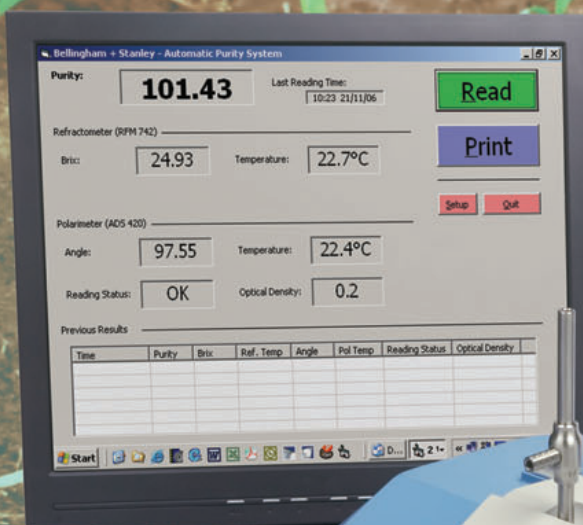 Bellingham + Stanley - Automatic Purity System
Purity: 101.43 Last Reading Time: 10:23 21/11/06 Read
Refractometer (RFM 742) Print
Brix: 24.93 Temperature: 22.7°C
Setup Quit
Polarimeter (ADS 420)
Angle: 97.55 Temperature: 22.4°C
Reading Status: OK Optical Density: 0.2
Previous Results
Time Purity Brix Ref. Temp Angle Pol Temp Reading Status Optical Density
Start D... 21